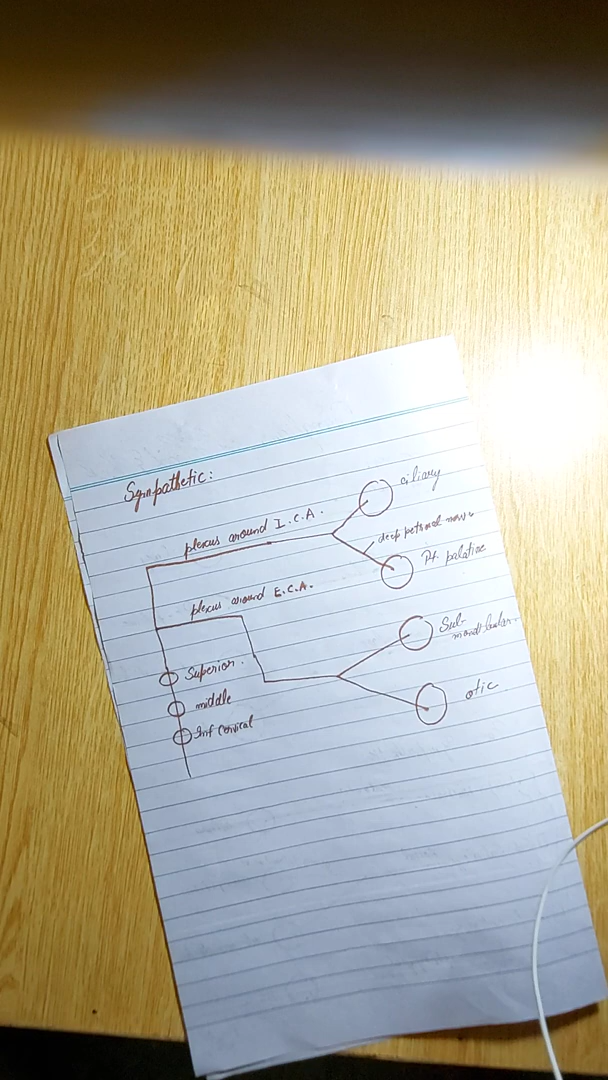 Sympathetic:
plexus around I.C.A.
ciliary
deep petrosal nerve
Pt. palatine
plexus around E.C.A.
Sub-
mandibular
Superior.
middle
Inf Cervical
otic